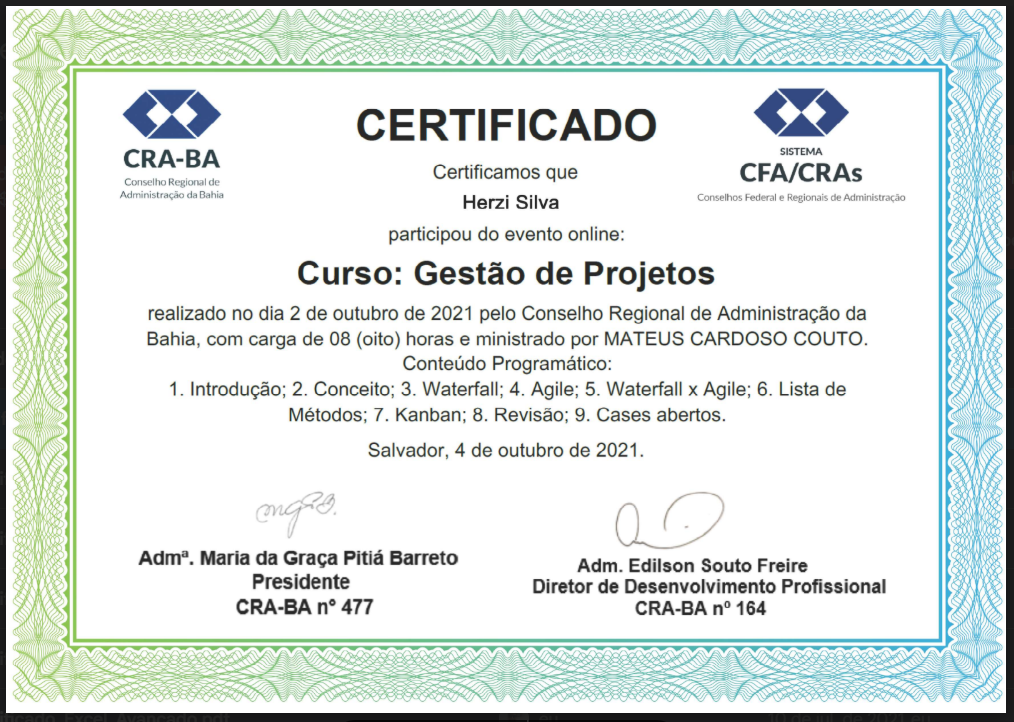 CRA-BA
Conselho Regional de
Administração da Bahia
CERTIFICADO
SISTEMA
CFA/CRAs
Conselhos Federal e Regionais de Administração
Certificamos que
Herzi Silva
participou do evento online:
Curso: Gestão de Projetos
realizado no dia 2 de outubro de 2021 pelo Conselho Regional de Administração da
Bahia, com carga de 08 (oito) horas e ministrado por MATEUS CARDOSO COUTO.
Conteúdo Programático:
1. Introdução; 2. Conceito; 3. Waterfall; 4. Agile; 5. Waterfall x Agile; 6. Lista de
Métodos; 7. Kanban; 8. Revisão; 9. Cases abertos.
Salvador, 4 de outubro de 2021.
Admª. Maria da Graça Pitiá Barreto
Presidente
CRA-BA n° 477
Adm. Edilson Souto Freire
Diretor de Desenvolvimento Profissional
CRA-BA nº 164